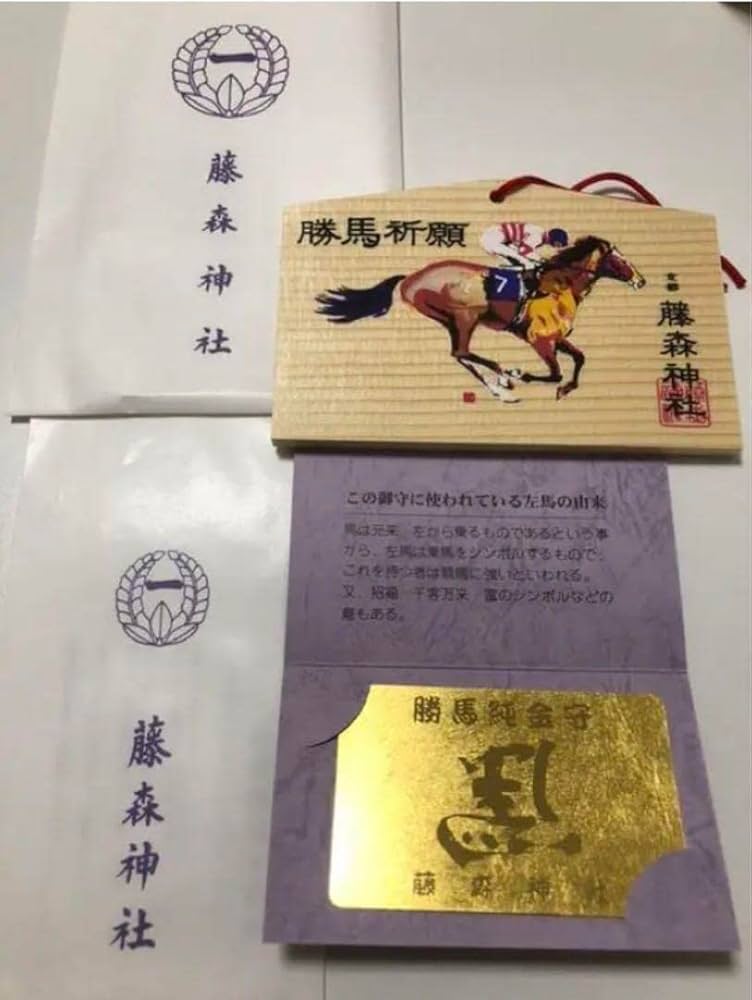 一
藤森神社
勝馬祈願
7
京都
藤森神社
一
藤森神社
この御守に使われている左馬の由来
馬は元来 左から乗るものであるという事
から、左馬は乗馬をシンボルするもので、
これを持つ者は競馬に強いといわれる。
又、招福 千客万来 富のシンボルなどの
意もある。
勝馬純金守
馬
藤森神社